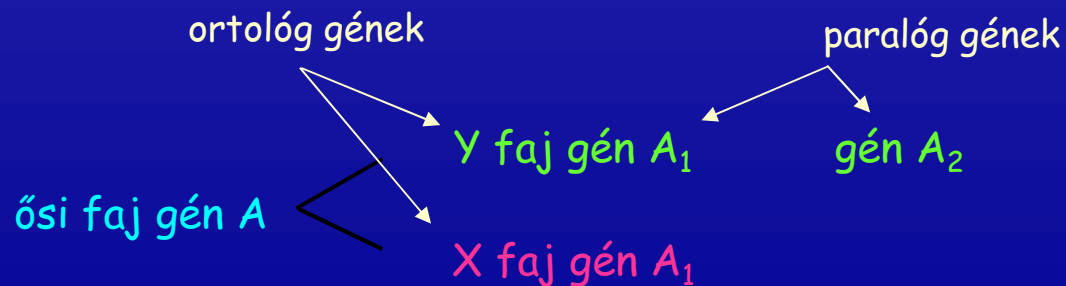 ortológ gének
paralóg gének
Y faj gén A₁
gén A₂
ősi faj gén A
X faj gén A₁